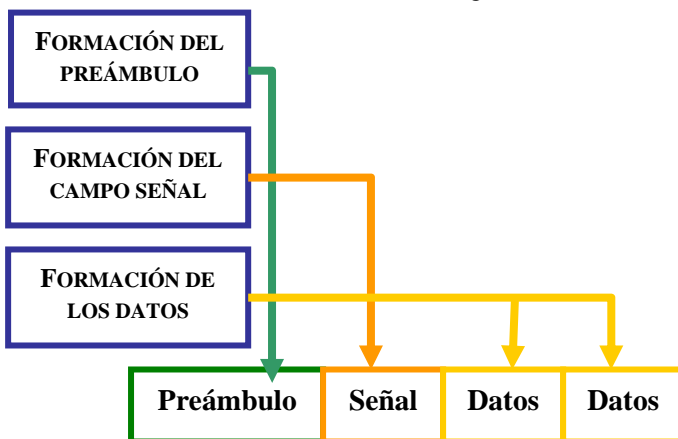 FORMACIÓN DEL
PREÁMBULO
FORMACIÓN DEL
CAMPO SEÑAL
FORMACIÓN DE
LOS DATOS
Preámbulo Señal Datos Datos